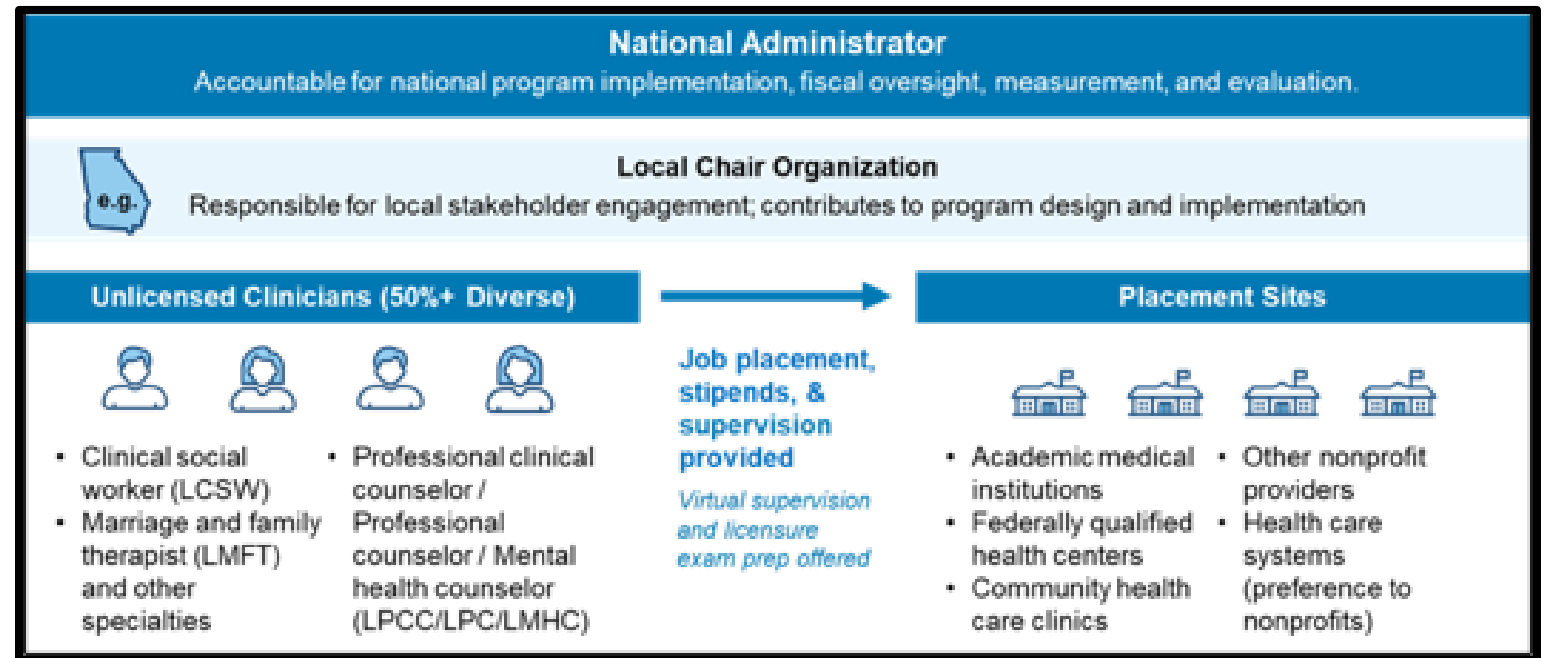 National Administrator
Accountable for national program implementation, fiscal oversight, measurement, and evaluation.
e.g.
Local Chair Organization
Responsible for local stakeholder engagement; contributes to program design and implementation
Unlicensed Clinicians (50%+ Diverse)
• Clinical social
worker (LCSW)
• Marriage and family
therapist (LMFT)
and other
specialties
• Professional clinical
counselor /
Professional
counselor / Mental
health counselor
(LPCC/LPC/LMHC)
Job placement,
stipends, &
supervision
provided
Virtual supervision
and licensure
exam prep offered
Placement Sites
• Academic medical
institutions
• Federally qualified
health centers
• Community health
care clinics
• Other nonprofit
providers
• Health care
systems
(preference to
nonprofits)